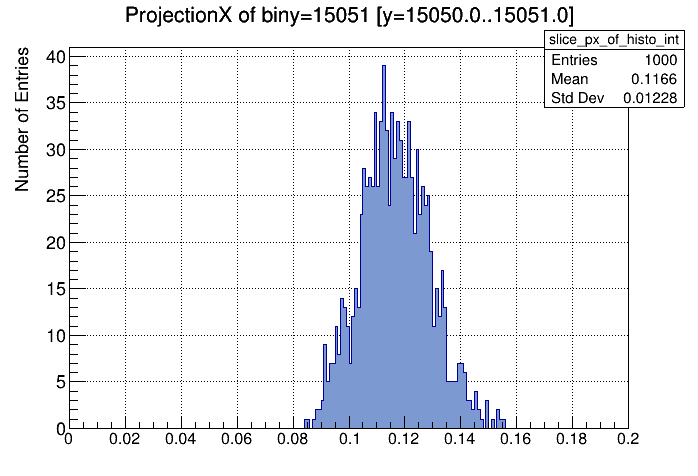 ProjectionX of biny=15051 [y=15050.0..15051.0]
slice_px_of_histo_int
Entries 1000
Mean 0.1166
Std Dev 0.01228
Number of Entries
40
35
30
25
20
15
10
5
0
0 0.02 0.04 0.06 0.08 0.1 0.12 0.14 0.16 0.18 0.2